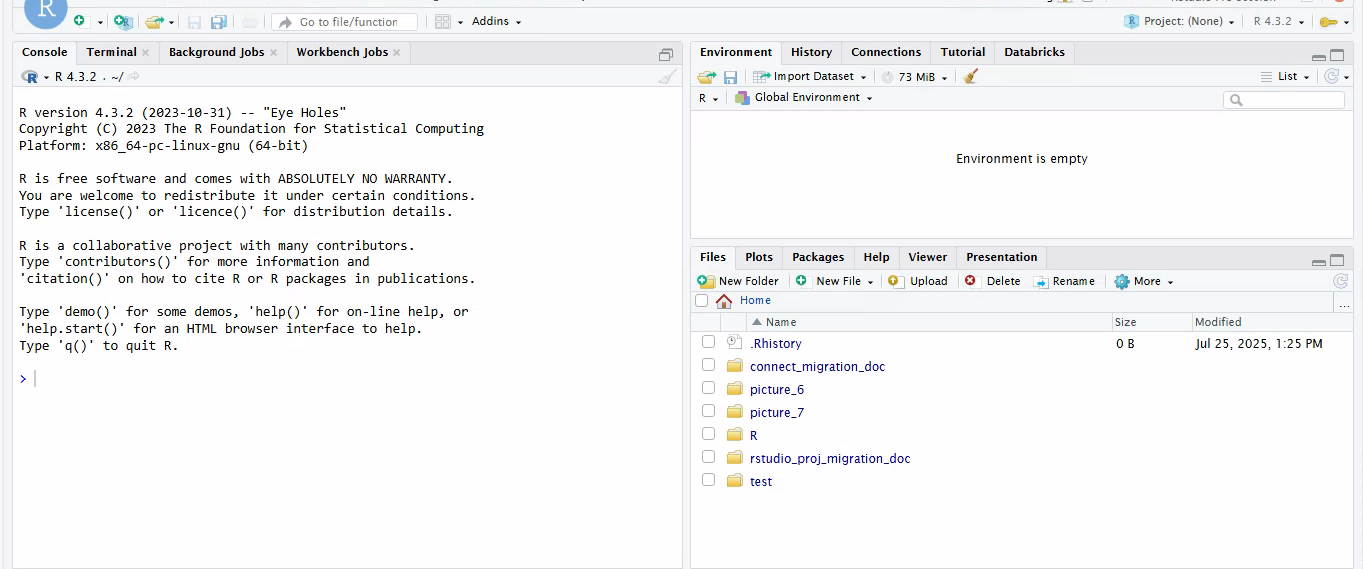 R
Go to file/function
Addins
Project: (None)
R 4.3.2
Console
Terminal
Background Jobs
Workbench Jobs
R 4.3.2 . ~/
R version 4.3.2 (2023-10-31) -- "Eye Holes"
Copyright (C) 2023 The R Foundation for Statistical Computing
Platform: x86_64-pc-linux-gnu (64-bit)
R is free software and comes with ABSOLUTELY NO WARRANTY.
You are welcome to redistribute it under certain conditions.
Type 'license()' or 'licence()' for distribution details.
R is a collaborative project with many contributors.
Type 'contributors()' for more information and
'citation()' on how to cite R or R packages in publications.
Type 'demo()' for some demos, 'help()' for on-line help, or
'help.start()' for an HTML browser interface to help.
Type 'q()' to quit R.
>
Environment
History
Connections
Tutorial
Databricks
Import Dataset
73 MiB
List
R
Global Environment
Environment is empty
Files
Plots
Packages
Help
Viewer
Presentation
New Folder
New File
Upload
Delete
Rename
More
Home
...
Name Size Modified
.Rhistory 0 B Jul 25, 2025, 1:25 PM
connect_migration_doc
picture_6
picture_7
R
rstudio_proj_migration_doc
test